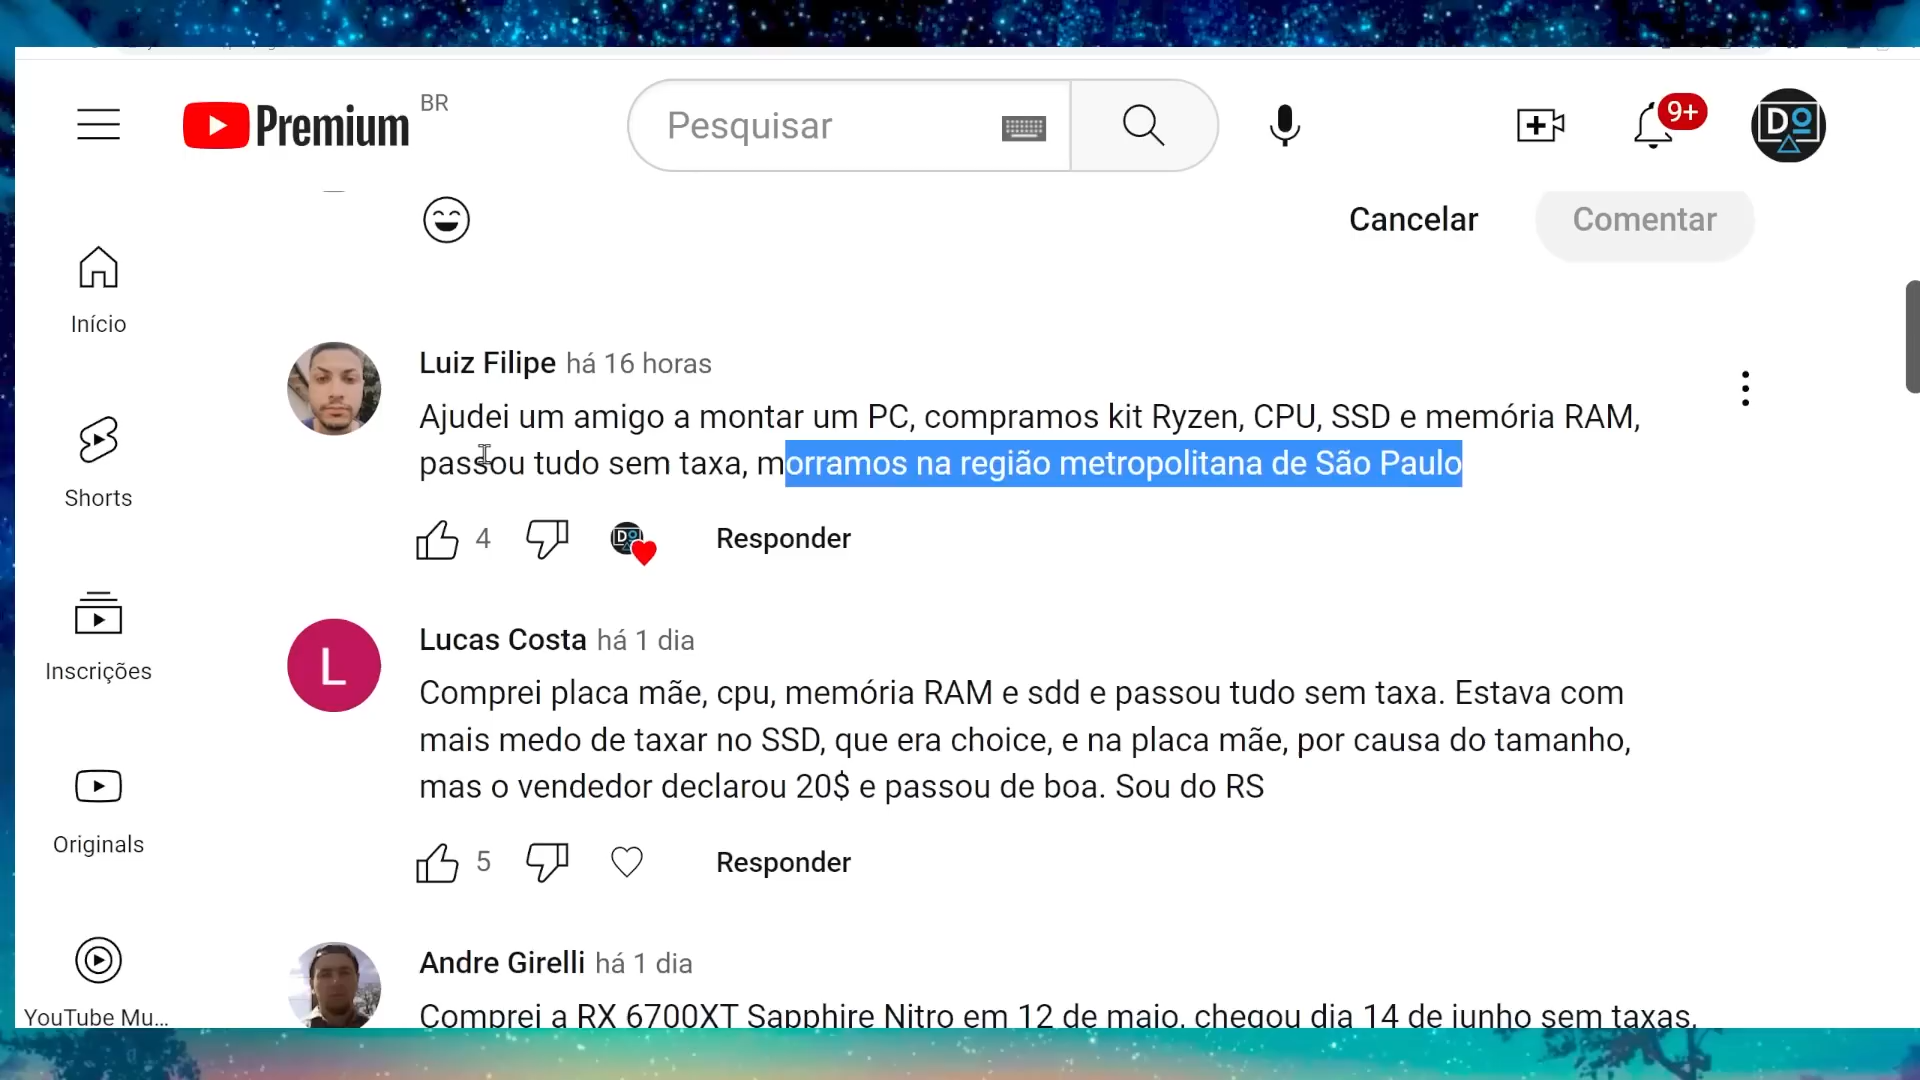 Premium BR
Pesquisar
9+
Cancelar
Comentar
Início
Shorts
Inscrições
Originals
YouTube Mu...
Luiz Filipe há 16 horas
Ajudei um amigo a montar um PC, compramos kit Ryzen, CPU, SSD e memória RAM,
passou tudo sem taxa, morramos na região metropolitana de São Paulo
4
Responder
L
Lucas Costa há 1 dia
Comprei placa mãe, cpu, memória RAM e sdd e passou tudo sem taxa. Estava com
mais medo de taxar no SSD, que era choice, e na placa mãe, por causa do tamanho,
mas o vendedor declarou 20$ e passou de boa. Sou do RS
5
Responder
Andre Girelli há 1 dia
Comprei a RX 6700XT Sapphire Nitro em 12 de maio, chegou dia 14 de junho sem taxas,